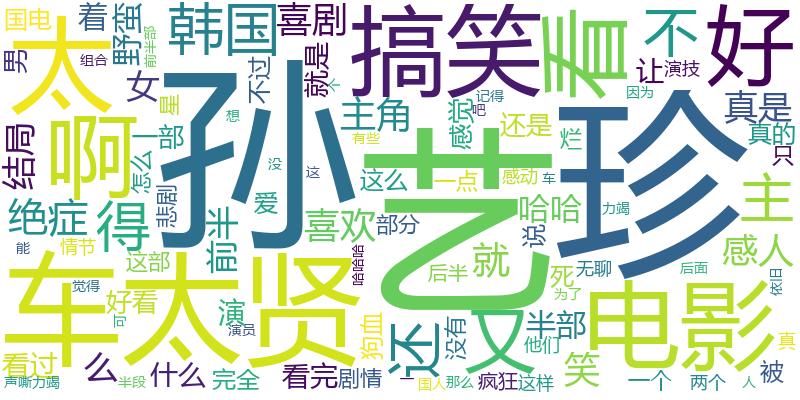 国电
着
野蛮
韩国
喜剧
搞笑
看
不
好
男
太
组合
前半部
女
不过
就是
让
演技
星
因为
孙
艺
珍
主角
感觉
记得
吧
还是
烂
真是
真的
只
结局
啊
怎么
一部
想
个
有些
绝症
得
悲剧
爱
没
这
这么
一点
感动
车
主
能
情节
前半
喜欢
部分
说
哈哈
力竭
感人
车太贤
这部
哈哈哈
后半
就
无聊
死
后面
依旧
觉得
好看
可
演
演员
狗血
还
没有
又
为了
半部
他们
电影
真
看过
么
什么
完全
看完
剧情
笑
被
声嘶力竭
半段
一
国人
那么
疯狂
这样
一个
两个
人